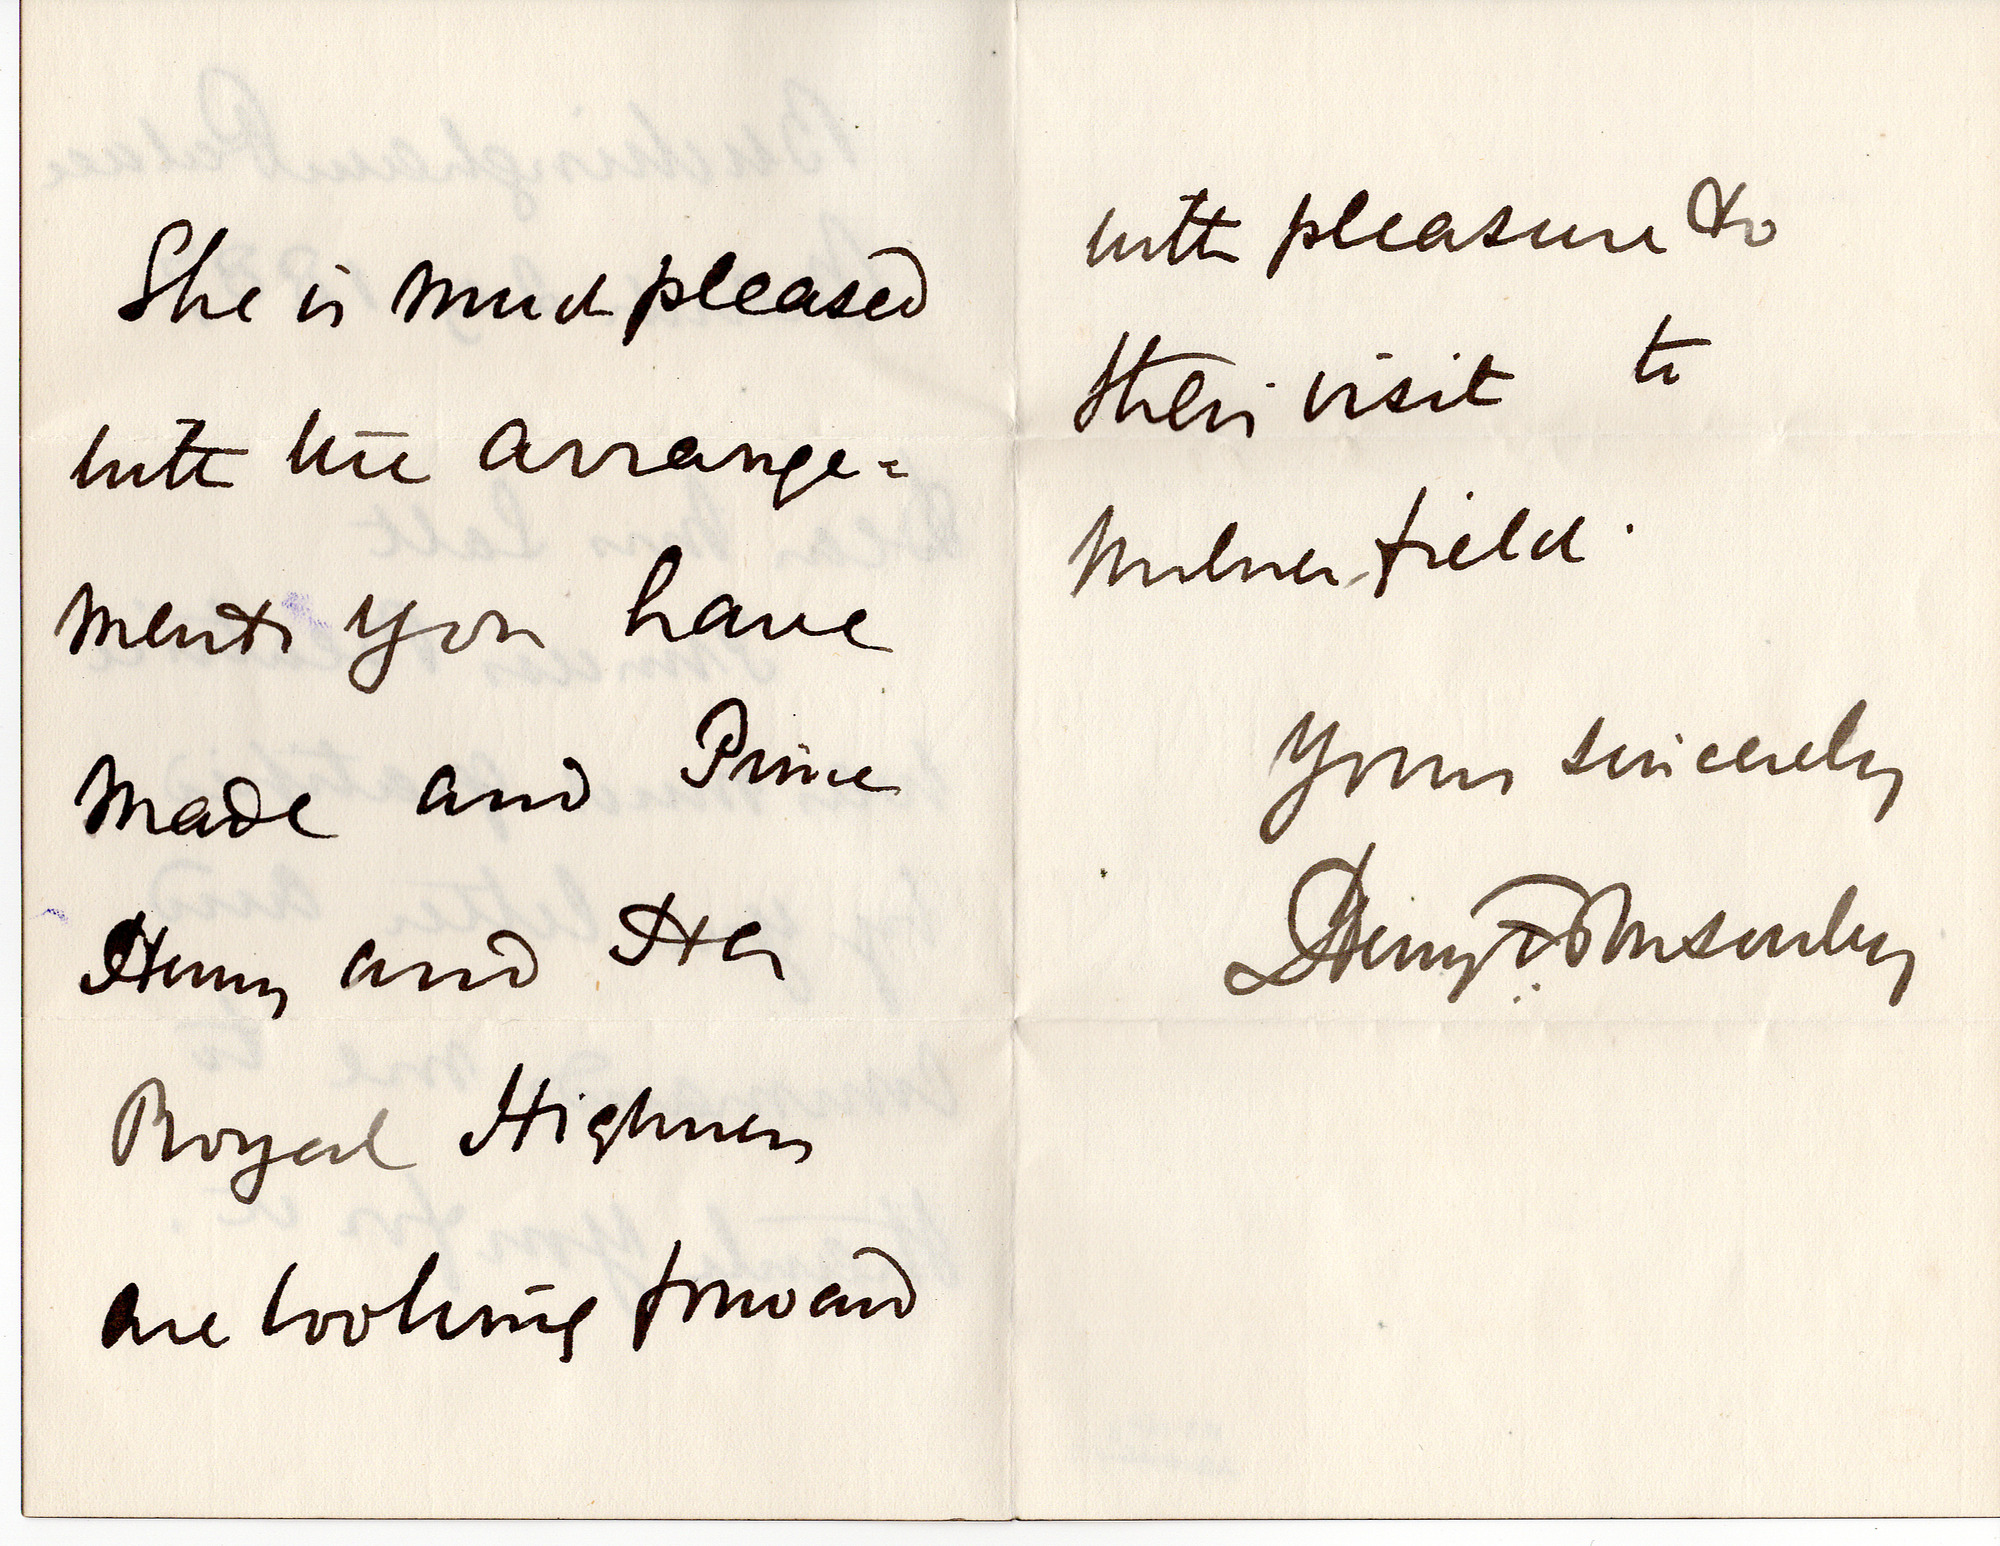 She is much pleased
with the arrange=
ments you have
made and Prince
Henry and Her
Royal Highness
are looking forward
with pleasure to
their visit to
Milner field.
Yours sincerely
Henry F Ponsonby